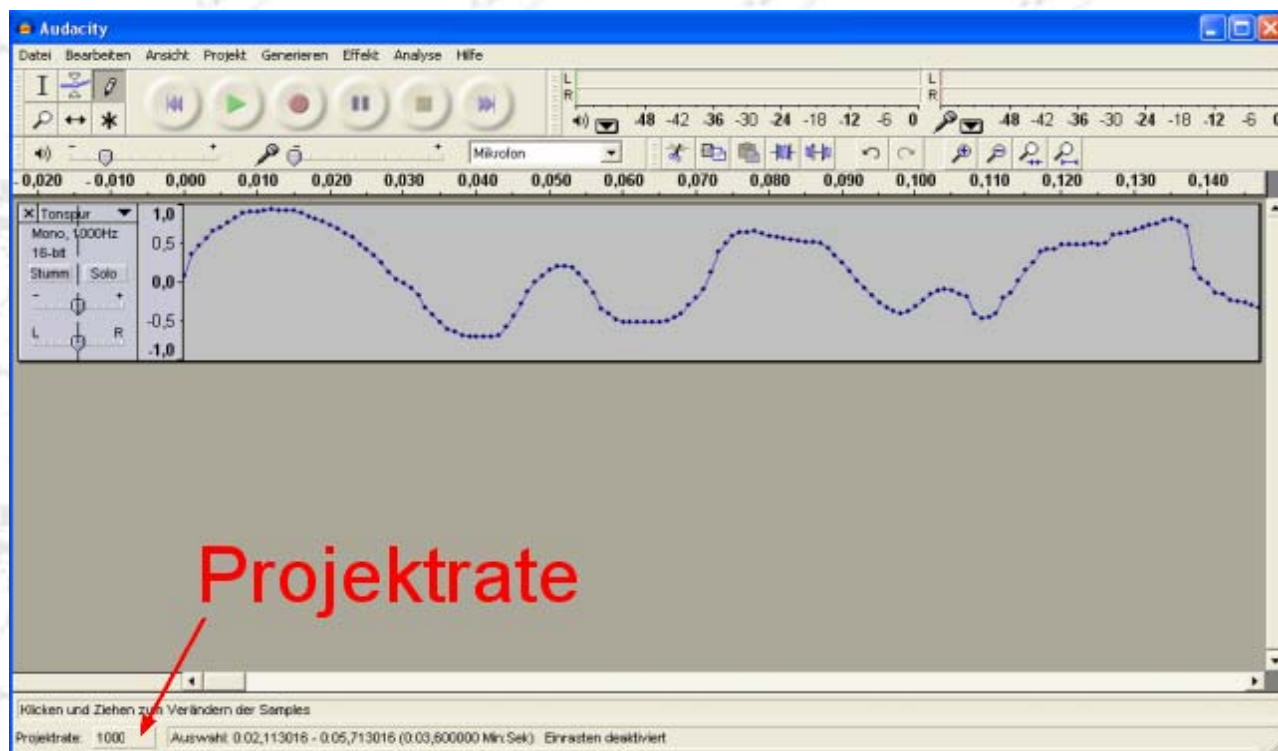 Audacity
Datei Bearbeiten Ansicht Projekt Generieren Effekt Analyse Hilfe
L
R
-48 -42 -36 -30 -24 -18 -12 -6 0
L
R
-48 -42 -36 -30 -24 -18 -12 -6 0
Mikrofon
- 0,020 - 0,010 0,000 0,010 0,020 0,030 0,040 0,050 0,060 0,070 0,080 0,090 0,100 0,110 0,120 0,130 0,140
Tonspur
Mono, 1000Hz
16-bit
Stumm Solo
- +
L R
1,0
0,5
0,0
-0,5
-1,0
Projektrate
Klicken und Ziehen zum Verändern der Samples
Projektrate: 1000 Auswahl: 0:02,113016 - 0:05,713016 (0:03,600000 Min:Sek) Einrasten deaktiviert